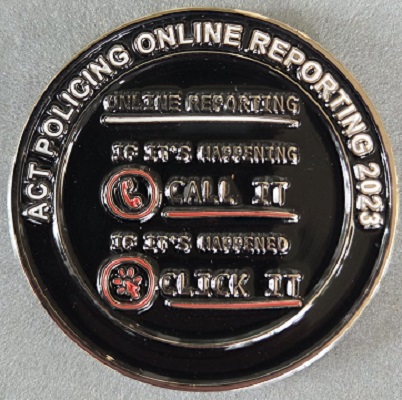 ACT POLICING ONLINE REPORTING 2023
ONLINE REPORTING
IF IT'S HAPPENING
CALL IT
IF IT'S HAPPENED
CLICK IT